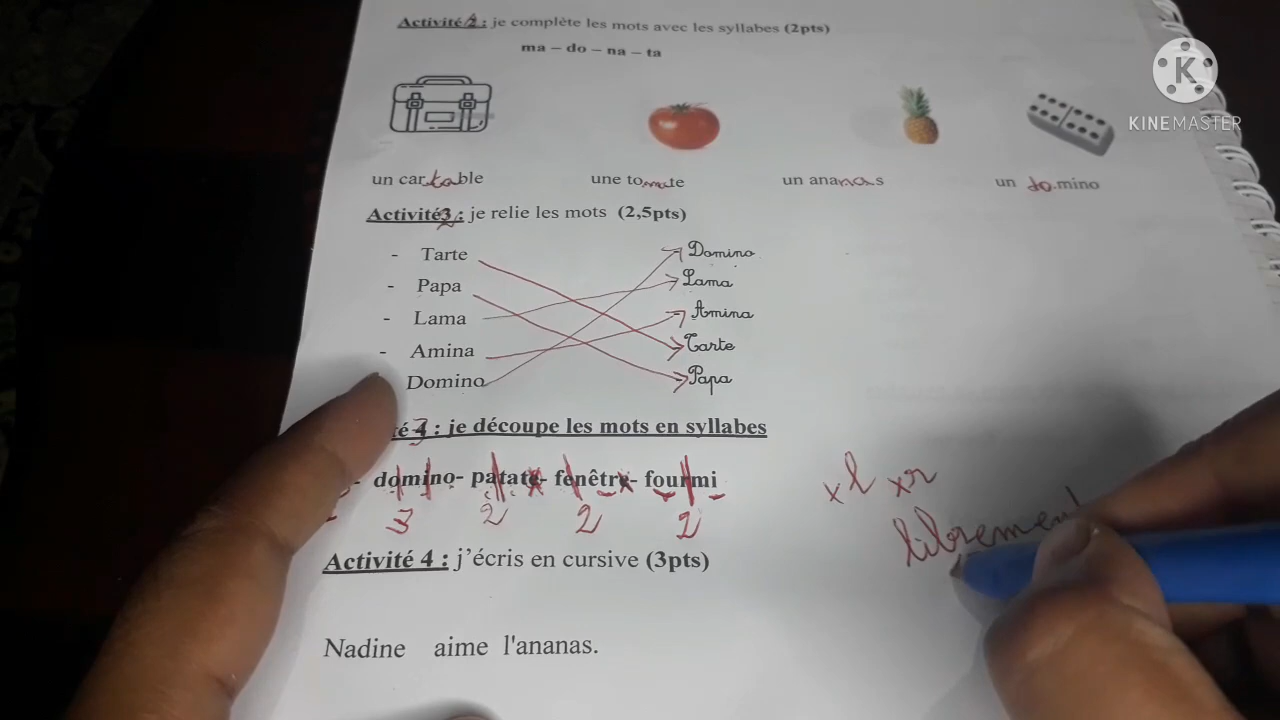 Activité 2 : je complète les mots avec les syllabes (2pts)
ma – do – na – ta
K
KINEMASTER
un cartable une tomate un ananas un domino
Activité3 : je relie les mots (2,5pts)
- Tarte Domino
- Papa Lama
- Lama Amina
- Amina Tarte
Domino Papa
té 4 : je découpe les mots en syllabes
- domino- patate- fenêtre- fourmi
3 2 2 2
x l x r
librement
Activité 4 : j'écris en cursive (3pts)
Nadine aime l'ananas.